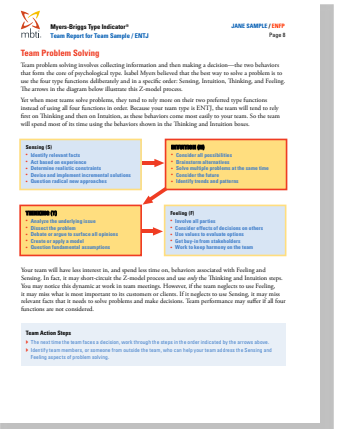 mbti.
Myers-Briggs Type Indicator®
Team Report for Team Sample / ENTJ
JANE SAMPLE / ENFP
Page 8
Team Problem Solving
Team problem solving involves collecting information and then making a decision—the two behaviors
that form the core of psychological type. Isabel Myers believed that the best way to solve a problem is to
use the four type functions deliberately and in a specific order: Sensing, Intuition, Thinking, and Feeling.
The arrows in the diagram below illustrate this Z-model process.
Yet when most teams solve problems, they tend to rely more on their two preferred type functions
instead of using all four functions in order. Because your team type is ENTJ, the team will tend to rely
first on Thinking and then on Intuition, as these behaviors come most easily to your team. So the team
will spend most of its time using the behaviors shown in the Thinking and Intuition boxes.
Sensing (S)
• Identify relevant facts
• Act based on experience
• Determine realistic constraints
• Devise and implement incremental solutions
• Question radical new approaches
INTUITION (N)
• Consider all possibilities
• Brainstorm alternatives
• Solve multiple problems at the same time
• Consider the future
• Identify trends and patterns
THINKING (T)
• Analyze the underlying issue
• Dissect the problem
• Debate or argue to surface all opinions
• Create or apply a model
• Question fundamental assumptions
Feeling (F)
• Involve all parties
• Consider effects of decisions on others
• Use values to evaluate options
• Get buy-in from stakeholders
• Work to keep harmony on the team
Your team will have less interest in, and spend less time on, behaviors associated with Feeling and
Sensing. In fact, it may short-circuit the Z-model process and use only the Thinking and Intuition steps.
You may notice this dynamic at work in team meetings. However, if the team neglects to use Feeling,
it may miss what is most important to its customers or clients. If it neglects to use Sensing, it may miss
relevant facts that it needs to solve problems and make decisions. Team performance may suffer if all four
functions are not considered.
Team Action Steps
The next time the team faces a decision, work through the steps in the order indicated by the arrows above.
Identify team members, or someone from outside the team, who can help your team address the Sensing and
Feeling aspects of problem solving.